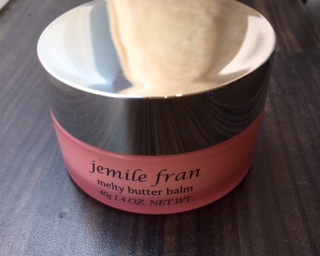 jemile fran
melty butter balm
40g 1.4 OZ. NET WT.